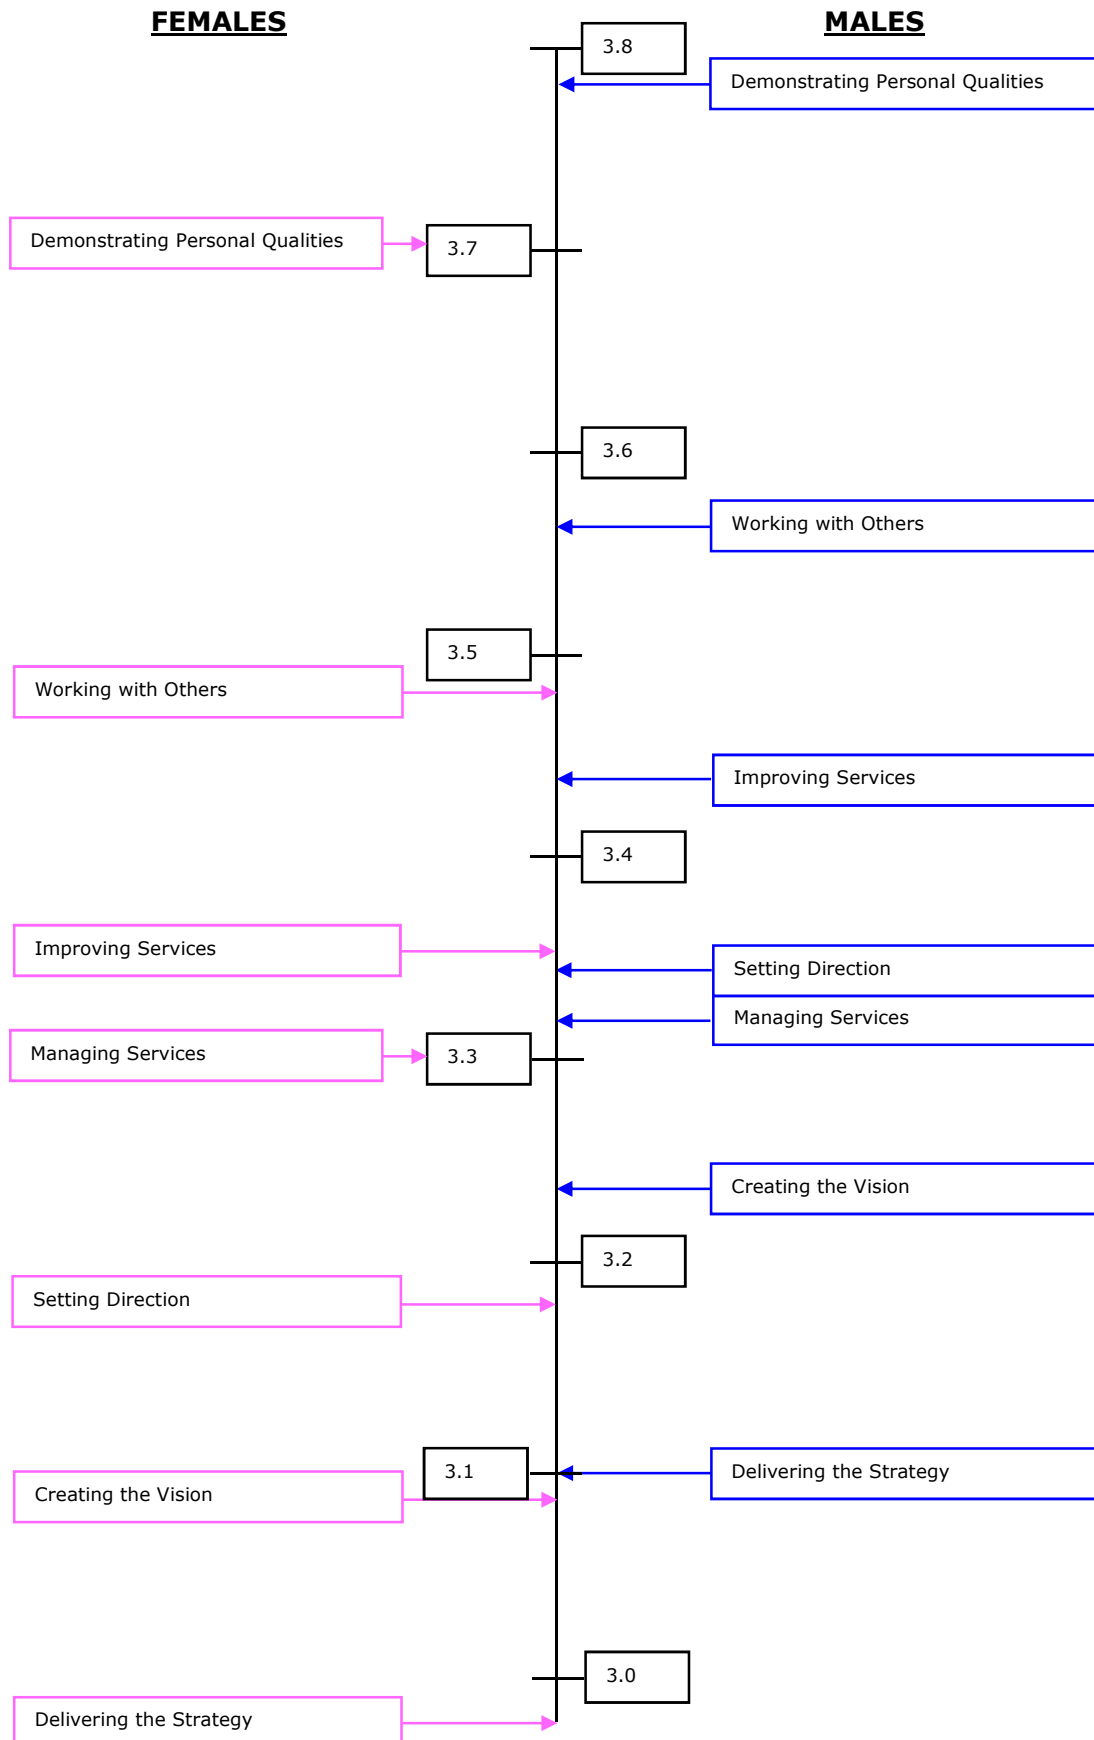 FEMALES
MALES
3.8
Demonstrating Personal Qualities
Demonstrating Personal Qualities
3.7
3.6
Working with Others
3.5
Working with Others
Improving Services
3.4
Improving Services
Setting Direction
Managing Services
Managing Services
3.3
Creating the Vision
3.2
Setting Direction
3.1
Delivering the Strategy
Creating the Vision
3.0
Delivering the Strategy